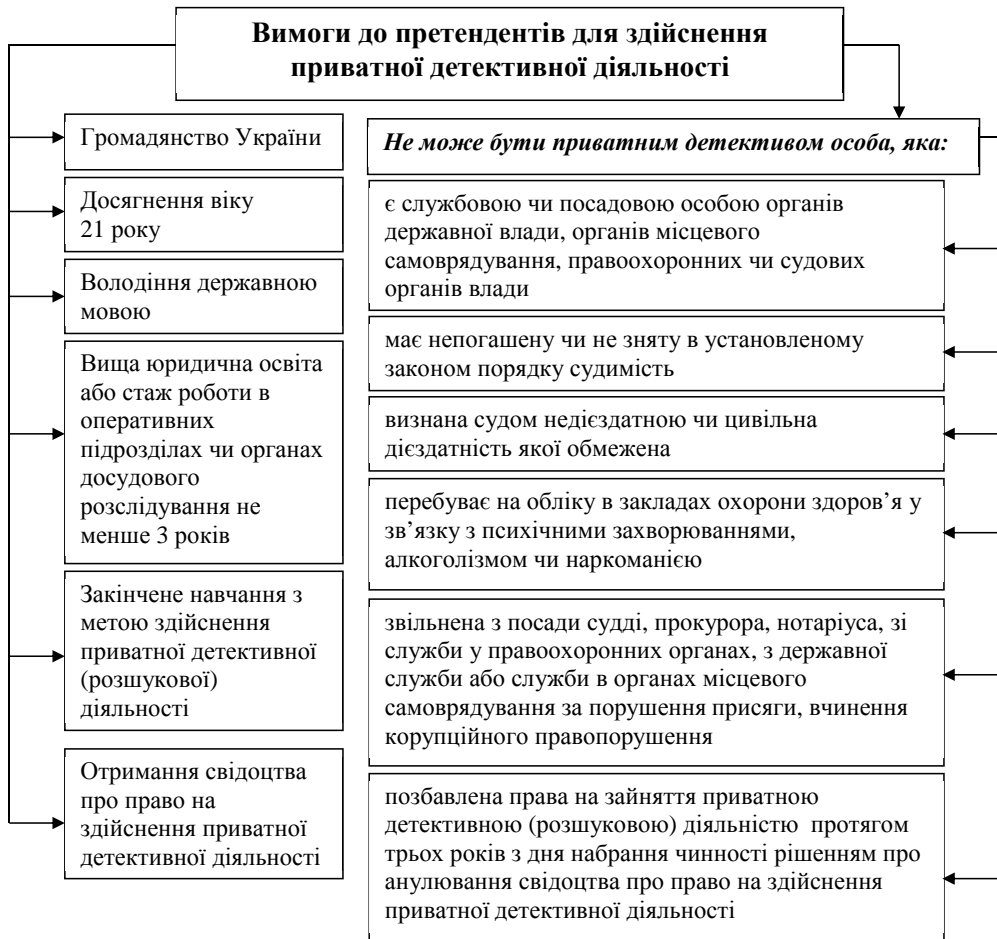 Вимоги до претендентів для здійснення
приватної детективної діяльності
Громадянство України
Досягнення віку
21 року
Володіння державною
мовою
Вища юридична освіта
або стаж роботи в
оперативних
підрозділах чи органах
досудового
розслідування не
менше 3 років
Закінчене навчання з
метою здійснення
приватної детективної
(розшукової)
діяльності
Отримання свідоцтва
про право на
здійснення приватної
детективної діяльності
Не може бути приватним детективом особа, яка:
є службовою чи посадовою особою органів
державної влади, органів місцевого
самоврядування, правоохоронних чи судових
органів влади
має непогашену чи не зняту в установленому
законом порядку судимість
визнана судом недієздатною чи цивільна
дієздатність якої обмежена
перебуває на обліку в закладах охорони здоров’я у
зв’язку з психічними захворюваннями,
алкоголізмом чи наркоманією
звільнена з посади судді, прокурора, нотаріуса, зі
служби у правоохоронних органах, з державної
служби або служби в органах місцевого
самоврядування за порушення присяги, вчинення
корупційного правопорушення
позбавлена права на зайняття приватною
детективною (розшуковою) діяльністю протягом
трьох років з дня набрання чинності рішенням про
анулювання свідоцтва про право на здійснення
приватної детективної діяльності